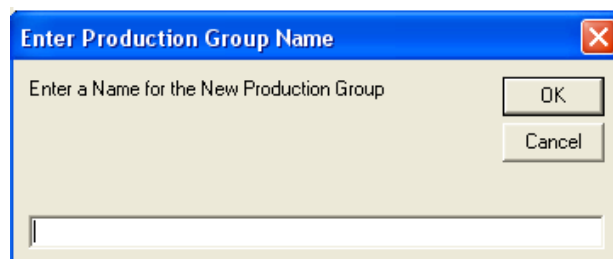 Enter Production Group Name
Enter a Name for the New Production Group
OK
Cancel